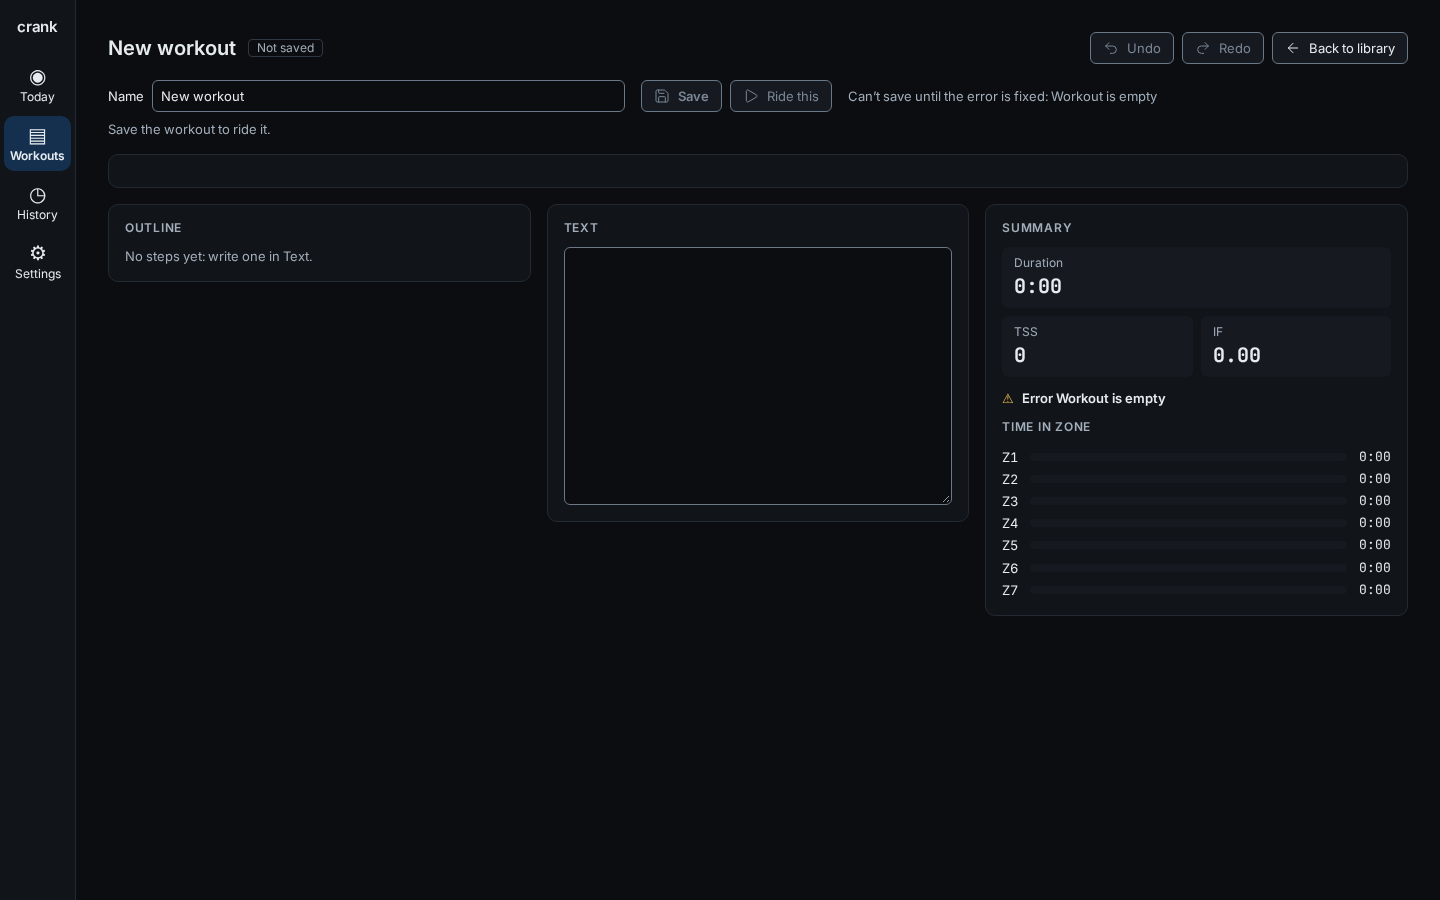 crank
Today
Workouts
History
Settings
New workout
Not saved
Undo
Redo
Back to library
Name
New workout
Save
Ride this
Can’t save until the error is fixed: Workout is empty
Save the workout to ride it.
OUTLINE
No steps yet: write one in Text.
TEXT
SUMMARY
Duration
0:00
TSS
0
IF
0.00
⚠ Error Workout is empty
TIME IN ZONE
Z1 0:00
Z2 0:00
Z3 0:00
Z4 0:00
Z5 0:00
Z6 0:00
Z7 0:00